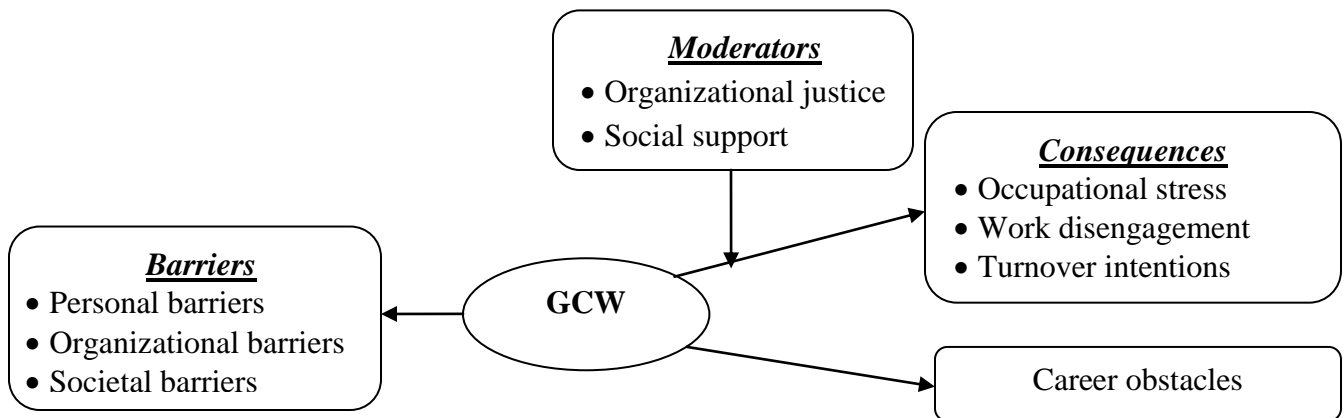 Moderators
• Organizational justice
• Social support
Consequences
• Occupational stress
• Work disengagement
• Turnover intentions
Barriers
• Personal barriers
• Organizational barriers
• Societal barriers
GCW
Career obstacles